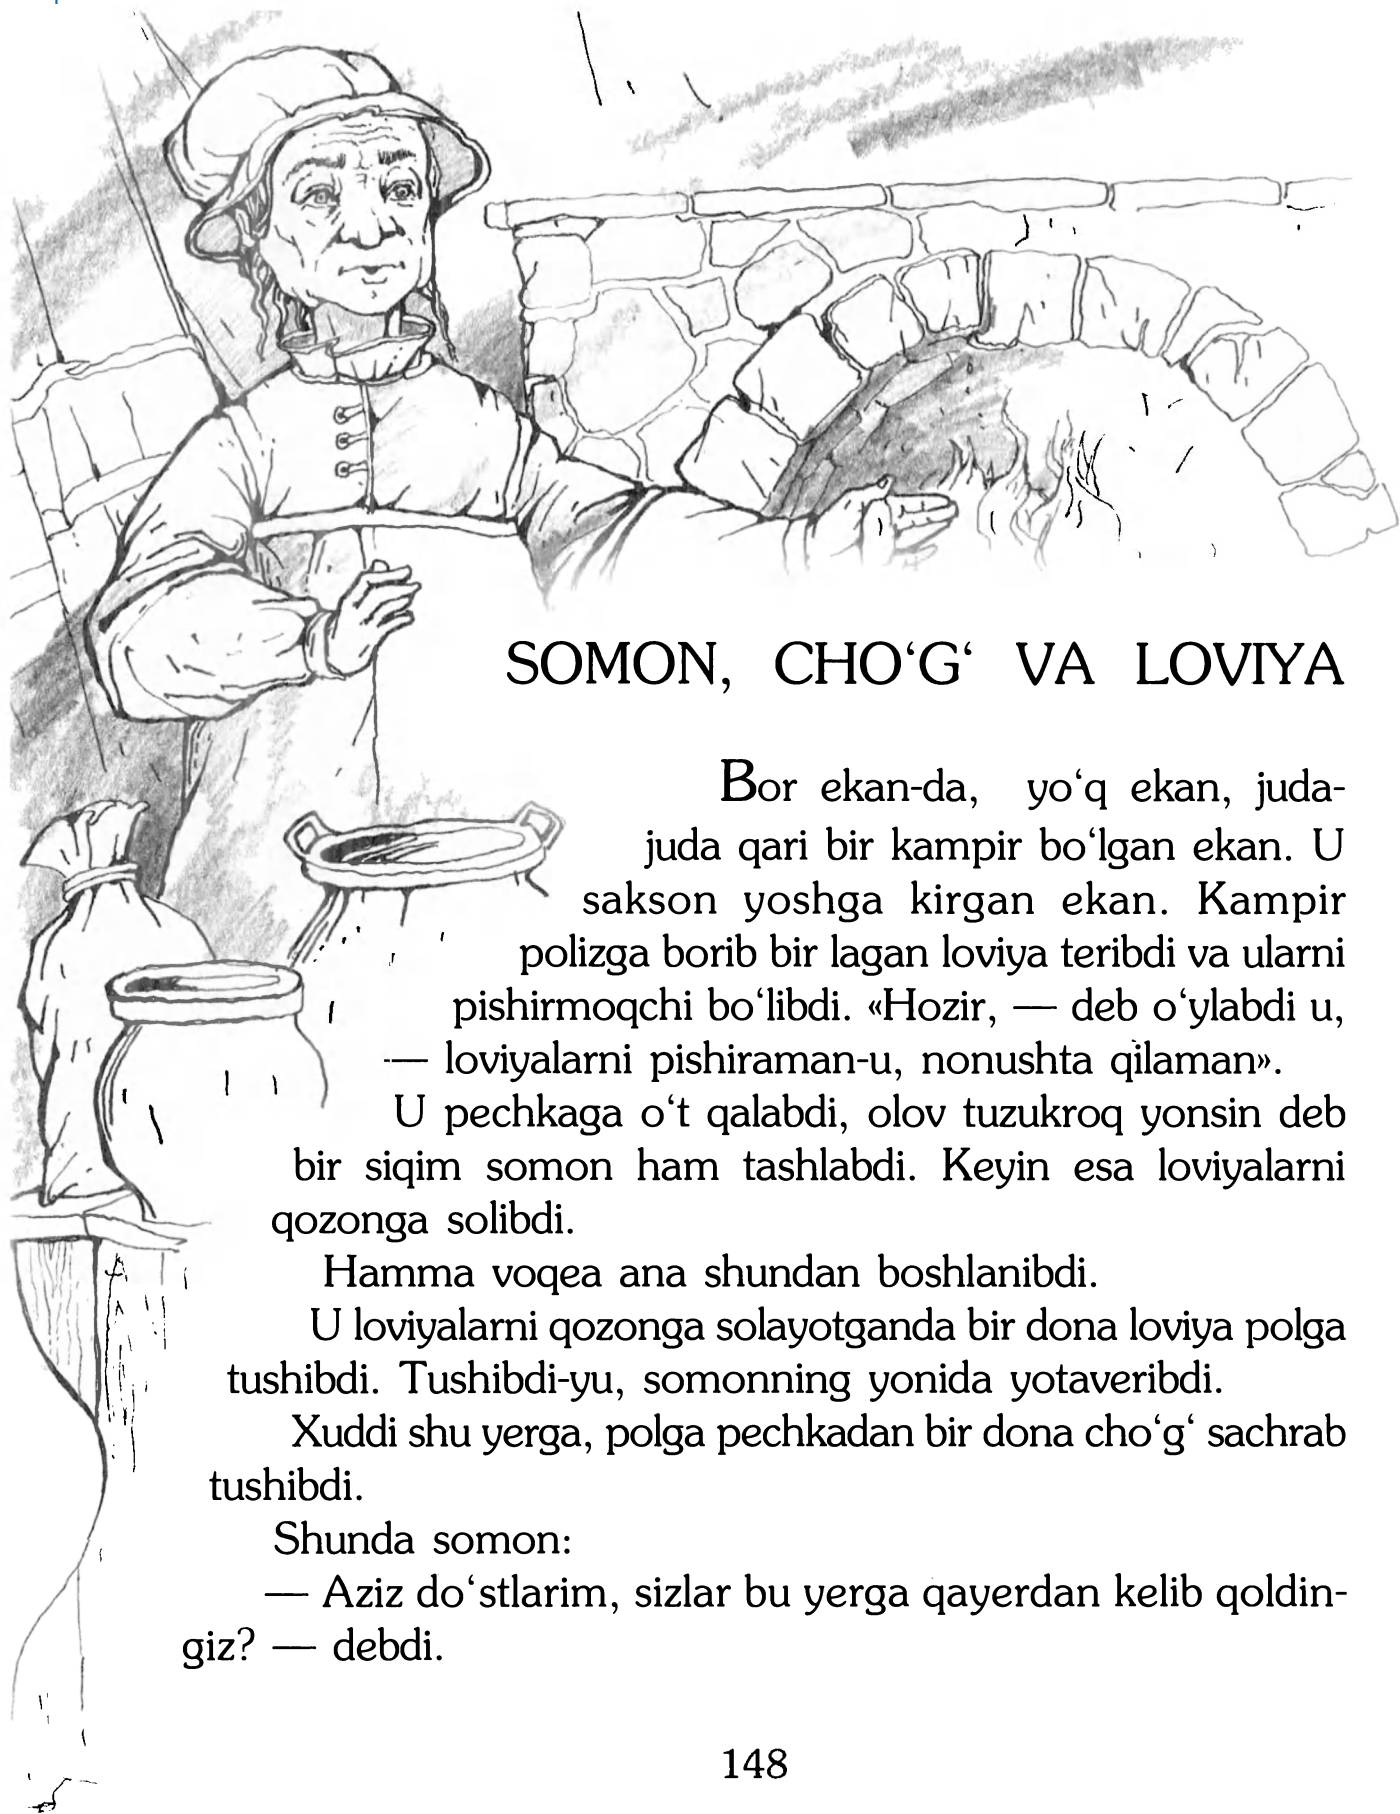 SOMON, CHO‘G‘ VA LOVIYA
Bor ekan-da, yo‘q ekan, juda-
juda qari bir kampir bo‘lgan ekan. U
sakson yoshga kirgan ekan. Kampir
polizga borib bir lagan loviya teribdi va ularni
pishirmoqchi bo‘libdi. «Hozir, — deb o‘ylabdi u,
— loviyalarni pishiraman-u, nonushta qilaman».
U pechkaga o‘t qalabdi, olov tuzukroq yonsin deb
bir siqim somon ham tashlabdi. Keyin esa loviyalarni
qozonga solibdi.
Hamma voqea ana shundan boshlanibdi.
U loviyalarni qozonga solayotganda bir dona loviya polga
tushibdi. Tushibdi-yu, somonning yonida yotaveribdi.
Xuddi shu yerga, polga pechkadan bir dona cho‘g‘ sachrab
tushibdi.
Shunda somon:
— Aziz do‘stlarim, sizlar bu yerga qayerdan kelib qoldin-
giz? — debdi.
148